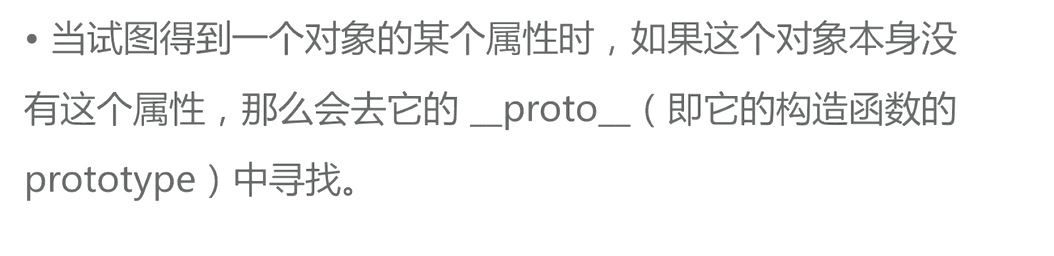 • 当试图得到一个对象的某个属性时，如果这个对象本身没
有这个属性，那么会去它的 __proto__（即它的构造函数的
prototype）中寻找。